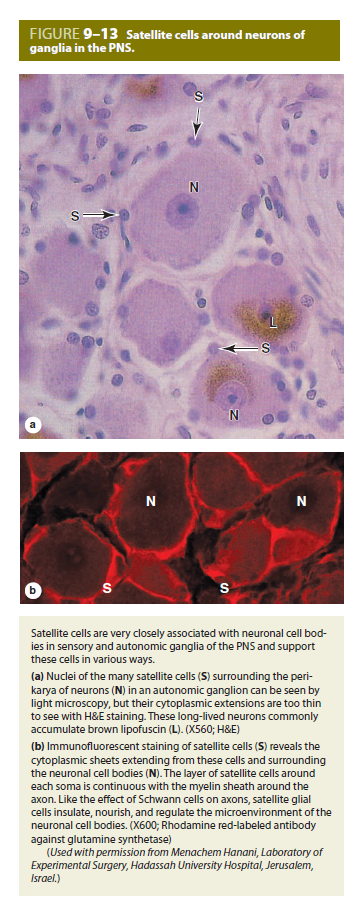 FIGURE 9–13 Satellite cells around neurons of
ganglia in the PNS.
S
N
S
L
S
N
a
N
N
b
S
S
Satellite cells are very closely associated with neuronal cell bod-
ies in sensory and autonomic ganglia of the PNS and support
these cells in various ways.
(a) Nuclei of the many satellite cells (S) surrounding the peri-
karya of neurons (N) in an autonomic ganglion can be seen by
light microscopy, but their cytoplasmic extensions are too thin
to see with H&E staining. These long-lived neurons commonly
accumulate brown lipofuscin (L). (X560; H&E)
(b) Immunofluorescent staining of satellite cells (S) reveals the
cytoplasmic sheets extending from these cells and surrounding
the neuronal cell bodies (N). The layer of satellite cells around
each soma is continuous with the myelin sheath around the
axon. Like the effect of Schwann cells on axons, satellite glial
cells insulate, nourish, and regulate the microenvironment of the
neuronal cell bodies. (X600; Rhodamine red-labeled antibody
against glutamine synthetase)
(Used with permission from Menachem Hanani, Laboratory of
Experimental Surgery, Hadassah University Hospital, Jerusalem,
Israel.)